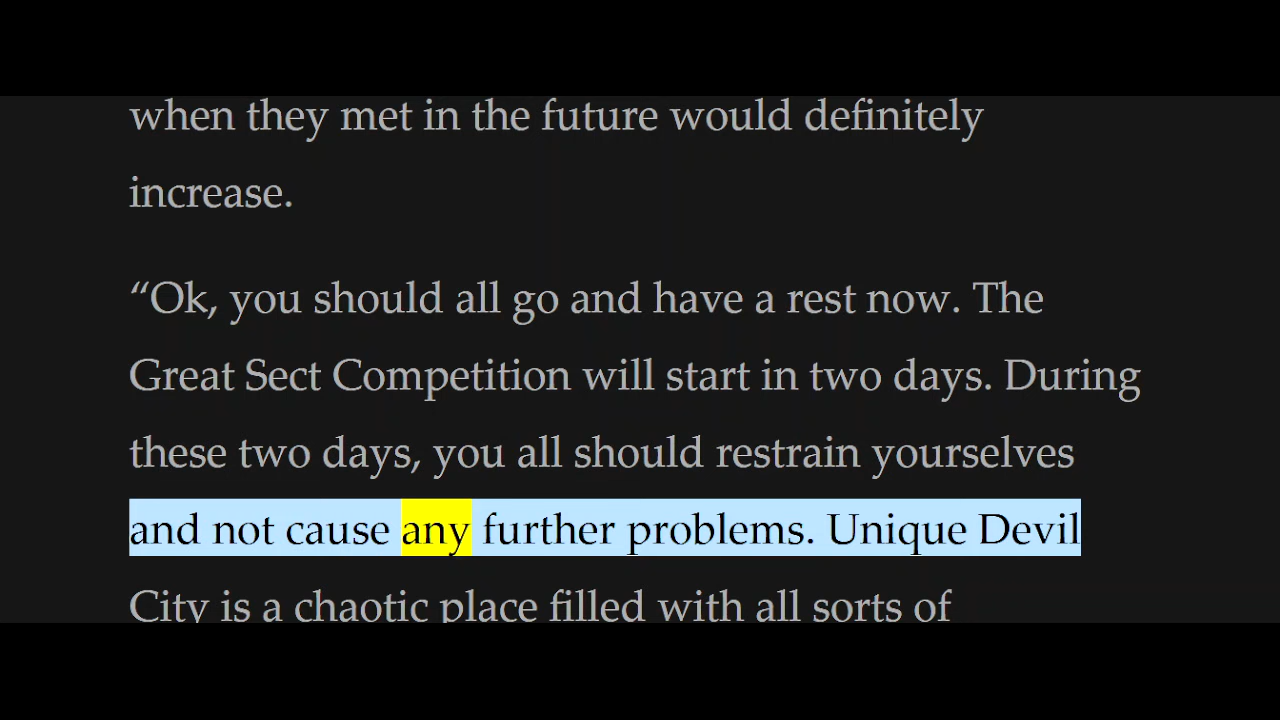 when they met in the future would definitely
increase.
“Ok, you should all go and have a rest now. The
Great Sect Competition will start in two days. During
these two days, you all should restrain yourselves
and not cause any further problems. Unique Devil
City is a chaotic place filled with all sorts of